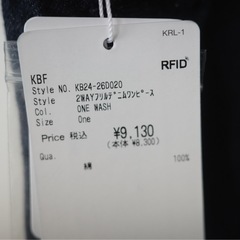 KRL-1
RFID
KBF
Style NO. KB24-26D020
Style 2WAYフリルデニムワンピース
Col. ONE WASH
Size One
Price 税込 ¥9,130
(本体 ¥8,300)
Qua.
綿 100%